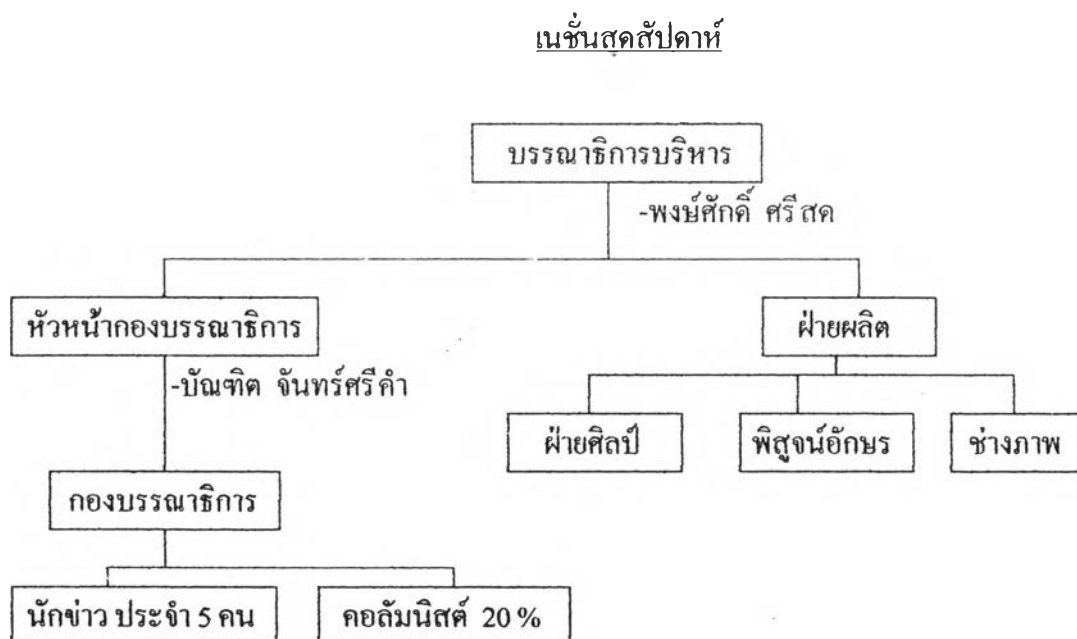 เนชั่นสุดสัปดาห์
บรรณาธิการบริหาร
-พงษ์ศักดิ์ ศรีสด
หัวหน้ากองบรรณาธิการ
ฝ่ายผลิต
-บัณฑิต จันทร์ศรีคำ
ฝ่ายศิลป์
พิสูจน์อักษร
ช่างภาพ
กองบรรณาธิการ
นักข่าว ประจำ 5 คน
คอลัมนิสต์ 20 %